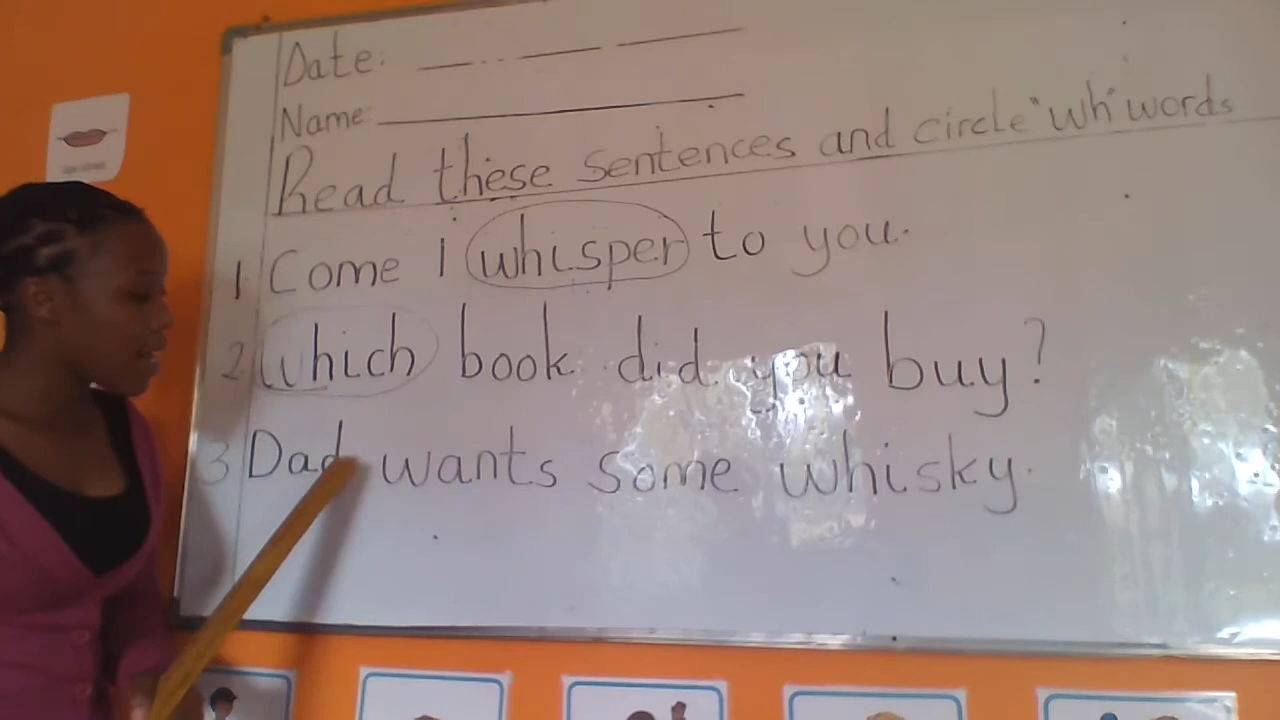 Date:
Name
Read these sentences and circle "wh" words
1 Come I whisper to you.
2 which book did you buy?
3 Dad wants some whisky.